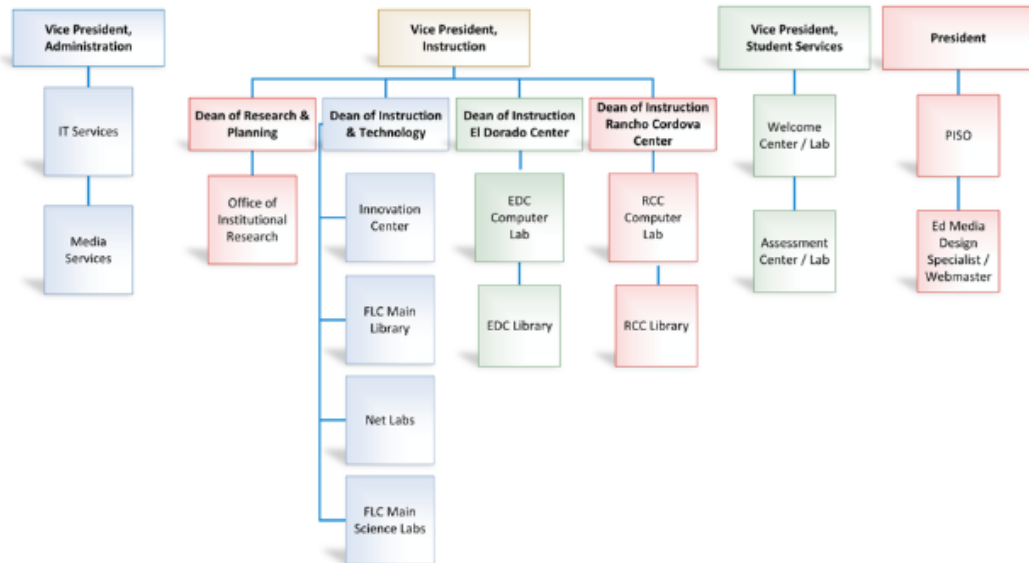 Vice President,
Administration
Vice President,
Instruction
Vice President,
Student Services
President
Dean of Research &
Planning
Dean of Instruction
& Technology
Dean of Instruction
El Dorado Center
Dean of Instruction
Rancho Cordova
Center
IT Services
Media
Services
Office of
Institutional
Research
Innovation
Center
FLC Main
Library
Net Labs
FLC Main
Science Labs
EDC
Computer
Lab
EDC Library
RCC
Computer
Lab
RCC Library
Welcome
Center / Lab
Assessment
Center / Lab
PISO
Ed Media
Design
Specialist /
Webmaster